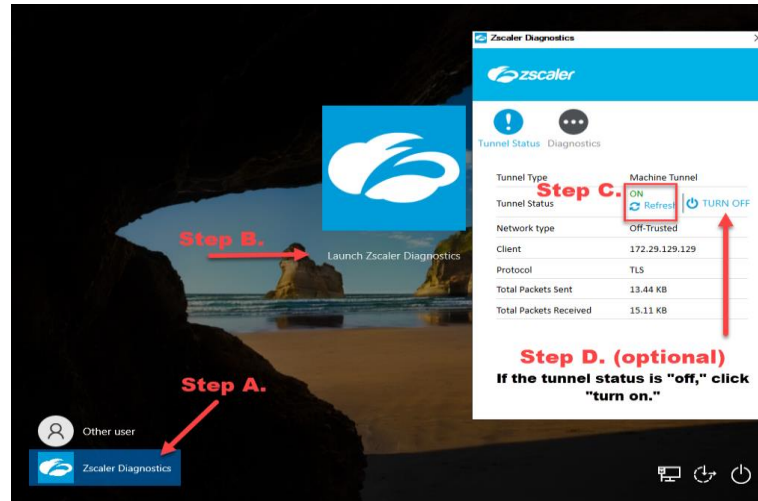 Zscaler Diagnostics
zscaler
Tunnel Status Diagnostics
Tunnel Type Machine Tunnel
Step C.
Tunnel Status ON
Refresh TURN OFF
Network type Off-Trusted
Client 172.29.129.129
Protocol TLS
Total Packets Sent 13.44 KB
Total Packets Received 15.11 KB
Step D. (optional)
If the tunnel status is "off," click
"turn on."
Step B.
Launch Zscaler Diagnostics
Step A.
Other user
Zscaler Diagnostics